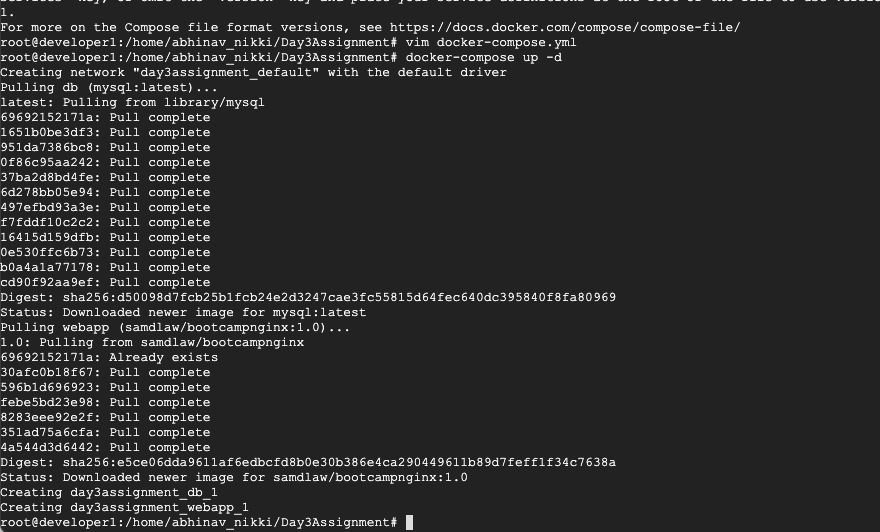 1.
For more on the Compose file format versions, see https://docs.docker.com/compose/compose-file/
root@developer1:/home/abhinav_nikki/Day3Assignment# vim docker-compose.yml
root@developer1:/home/abhinav_nikki/Day3Assignment# docker-compose up -d
Creating network "day3assignment_default" with the default driver
Pulling db (mysql:latest)...
latest: Pulling from library/mysql
69692152171a: Pull complete
1651b0be3df3: Pull complete
951da7386bc8: Pull complete
0f86c95aa242: Pull complete
37ba2d8bd4fe: Pull complete
6d278bb05e94: Pull complete
497efbd93a3e: Pull complete
f7fddf10c2c2: Pull complete
16415d159dfb: Pull complete
0e530ffc6b73: Pull complete
b0a4a1a77178: Pull complete
cd90f92aa9ef: Pull complete
Digest: sha256:d50098d7fcb25b1fcb24e2d3247cae3fc55815d64fec640dc395840f8fa80969
Status: Downloaded newer image for mysql:latest
Pulling webapp (samdlaw/bootcampnginx:1.0)...
1.0: Pulling from samdlaw/bootcampnginx
69692152171a: Already exists
30afc0b18f67: Pull complete
596b1d696923: Pull complete
febe5bd23e98: Pull complete
8283eee92e2f: Pull complete
351ad75a6cfa: Pull complete
4a544d3d6442: Pull complete
Digest: sha256:e5ce06dda9611af6edbcfd8b0e30b386e4ca290449611b89d7feff1f34c7638a
Status: Downloaded newer image for samdlaw/bootcampnginx:1.0
Creating day3assignment_db_1
Creating day3assignment_webapp_1
root@developer1:/home/abhinav_nikki/Day3Assignment#